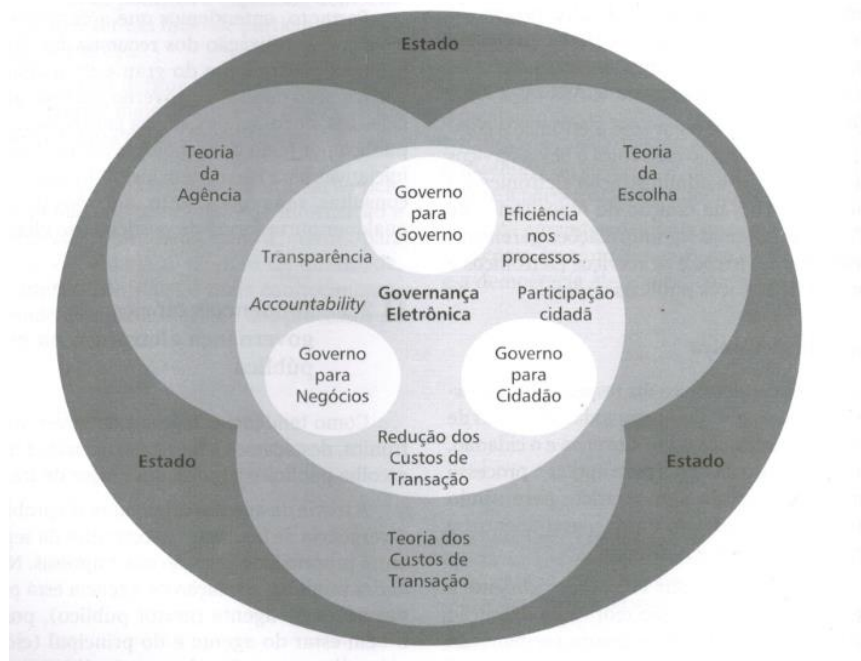 Estado
Teoria
da
Agência
Teoria
da
Escolha
Governo
para
Governo
Eficiência
nos
processos
Transparência
Accountability
Governança
Eletrônica
Participação
cidadã
Governo
para
Negócios
Governo
para
Cidadão
Redução dos
Custos de
Transação
Estado
Estado
Teoria dos
Custos de
Transação